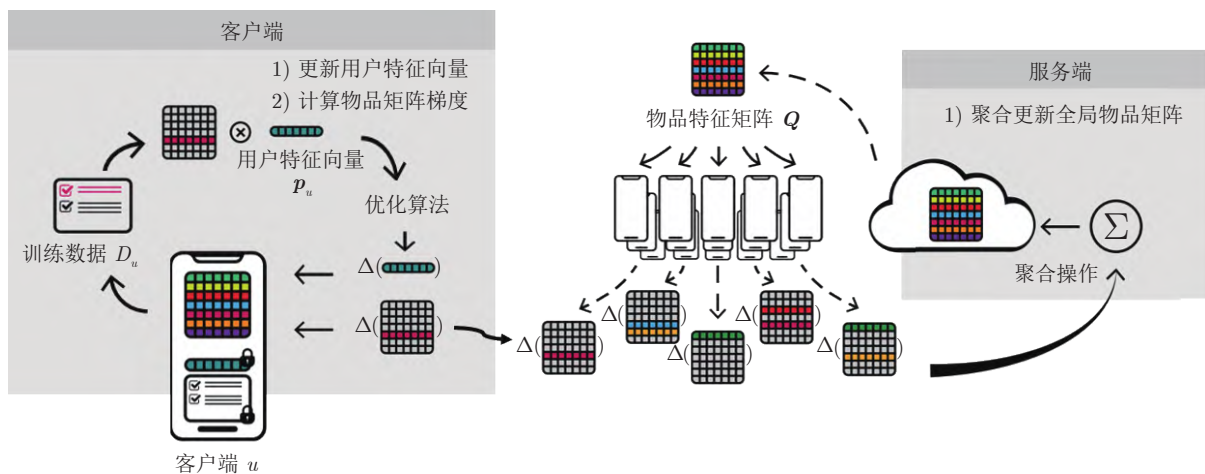 客户端
1) 更新用户特征向量
2) 计算物品矩阵梯度
用户特征向量
p_u
优化算法
训练数据 D_u
Δ( )
Δ( )
客户端 u
物品特征矩阵 Q
Δ( )
Δ( )
Δ( )
Δ( )
Δ( )
服务端
1) 聚合更新全局物品矩阵
Σ
聚合操作